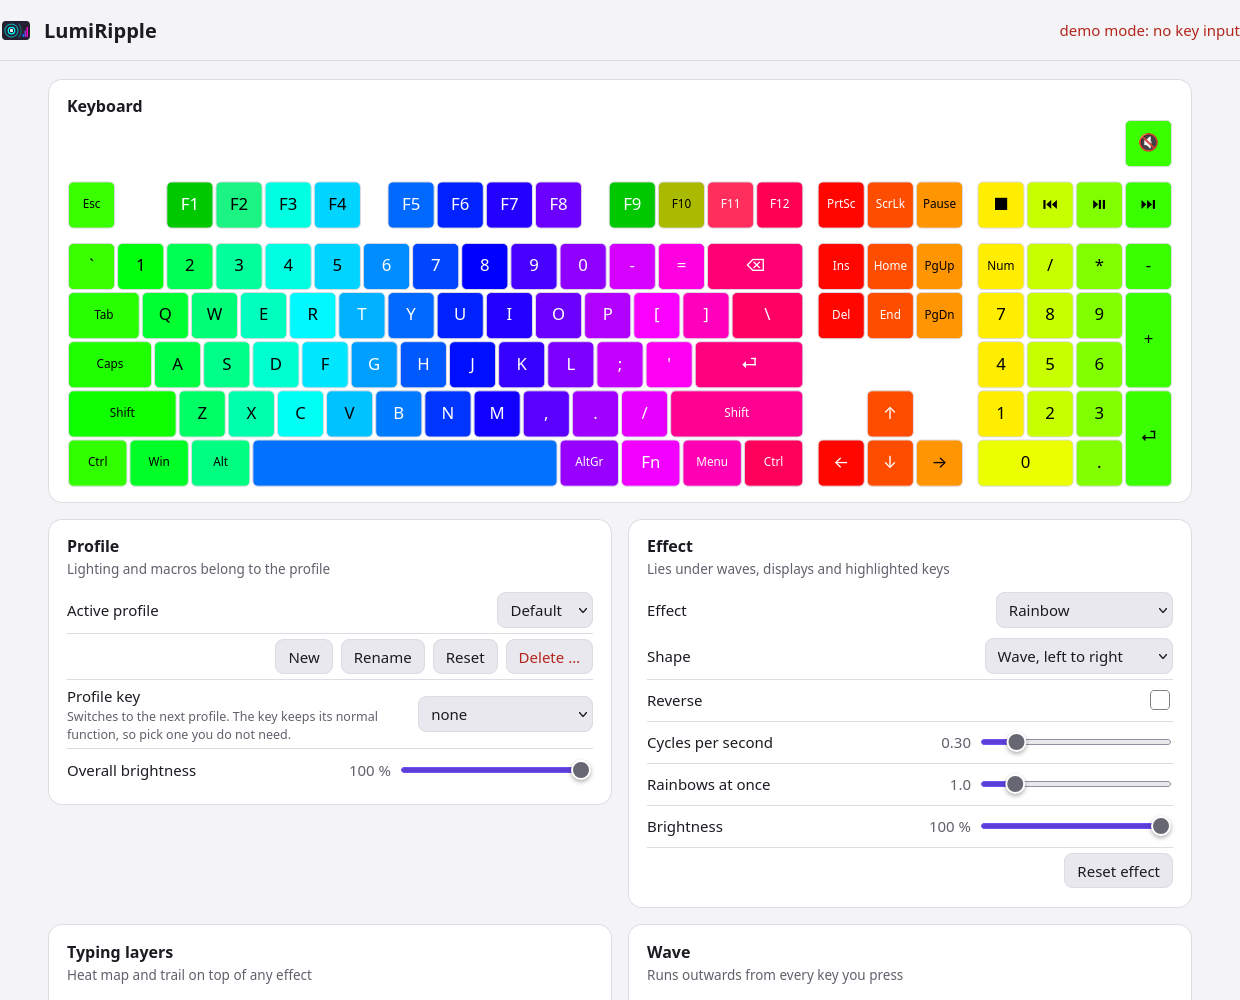 LumiRipple
demo mode: no key input
Keyboard
Esc F1 F2 F3 F4 F5 F6 F7 F8 F9 F10 F11 F12 PrtSc ScrLk Pause
` 1 2 3 4 5 6 7 8 9 0 - = ⌫ Ins Home PgUp Num / * -
Tab Q W E R T Y U I O P [ ] \ Del End PgDn 7 8 9 +
Caps A S D F G H J K L ; ' ⏎ 4 5 6
Shift Z X C V B N M , . / Shift ↑ 1 2 3 ⏎
Ctrl Win Alt AltGr Fn Menu Ctrl ← ↓ → 0 .
Profile
Lighting and macros belong to the profile
Active profile Default
New Rename Reset Delete ...
Profile key none
Switches to the next profile. The key keeps its normal
function, so pick one you do not need.
Overall brightness 100 %
Effect
Lies under waves, displays and highlighted keys
Effect Rainbow
Shape Wave, left to right
Reverse
Cycles per second 0.30
Rainbows at once 1.0
Brightness 100 %
Reset effect
Typing layers
Heat map and trail on top of any effect
Wave
Runs outwards from every key you press